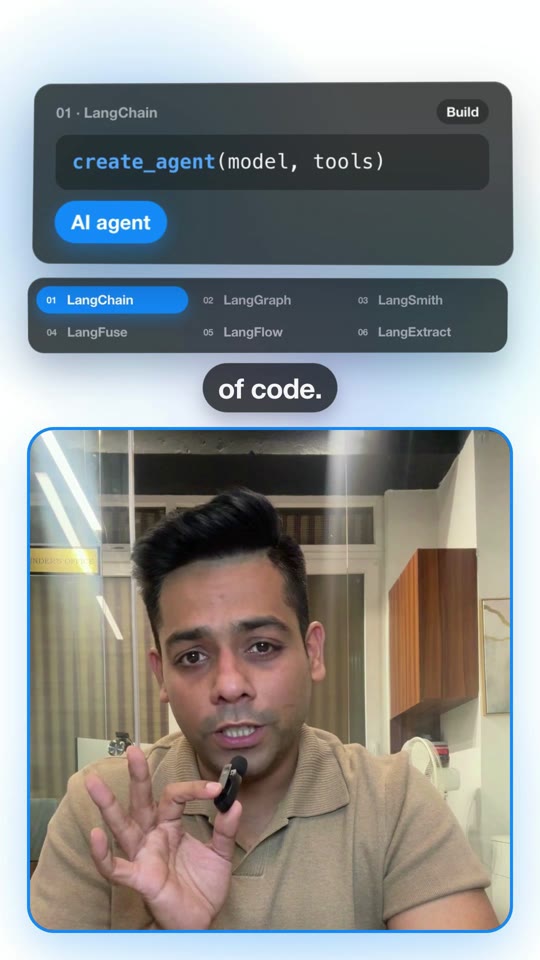 01 · LangChain
Build
create_agent(model, tools)
AI agent
01 LangChain
02 LangGraph
03 LangSmith
04 LangFuse
05 LangFlow
06 LangExtract
of code.